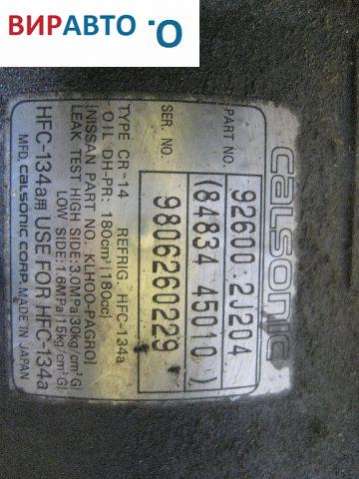 ВИРАВТО
calsonic
PART NO. 92600 2J204
(84834 45010)
SER. NO. 9806260229
TYPE CR-14 REFRIG. HFC-134a
OIL DH-PR: 180cm³(180cc)
(NISSAN PART NO. KLHOO-PAGRO)
LEAK TEST HIGH SIDE:3.0MPa(30kg/cm²G)
LOW SIDE:1.6MPa(15kg/cm²G)
HFC-134a用 USE FOR HFC-134a
MFD. CALSONIC CORP. MADE IN JAPAN